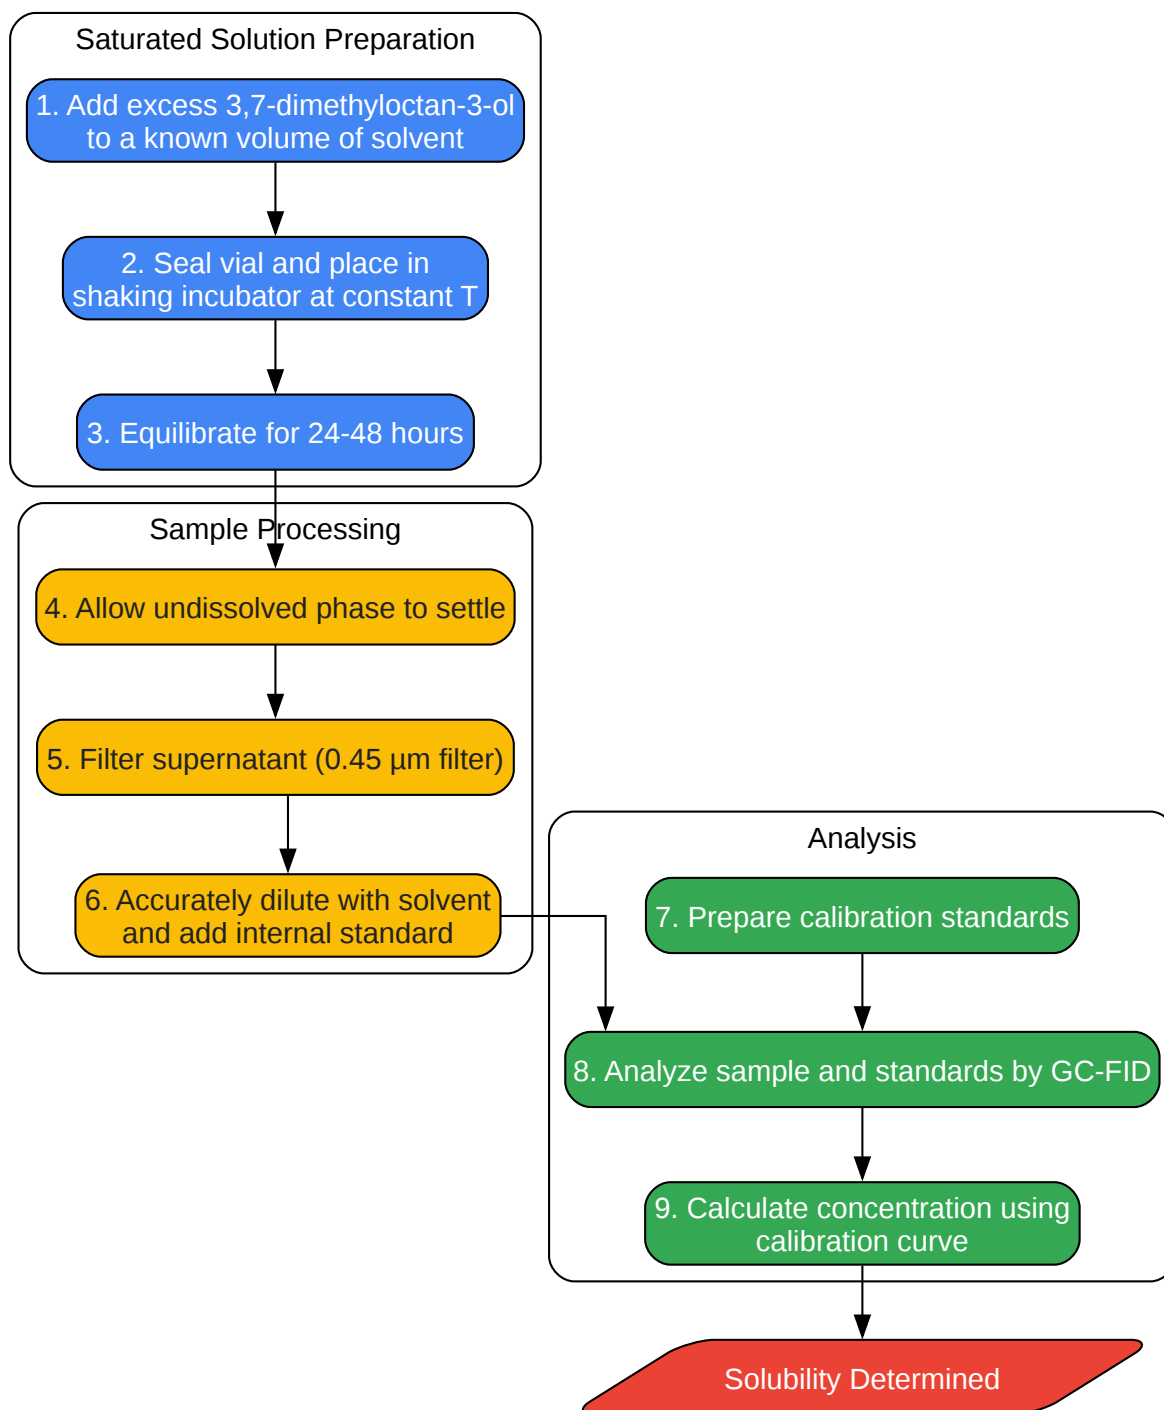 Saturated Solution Preparation
1. Add excess 3,7-dimethyloctan-3-ol
to a known volume of solvent
2. Seal vial and place in
shaking incubator at constant T
3. Equilibrate for 24-48 hours
Sample Processing
4. Allow undissolved phase to settle
5. Filter supernatant (0.45 µm filter)
6. Accurately dilute with solvent
and add internal standard
Analysis
7. Prepare calibration standards
8. Analyze sample and standards by GC-FID
9. Calculate concentration using
calibration curve
Solubility Determined